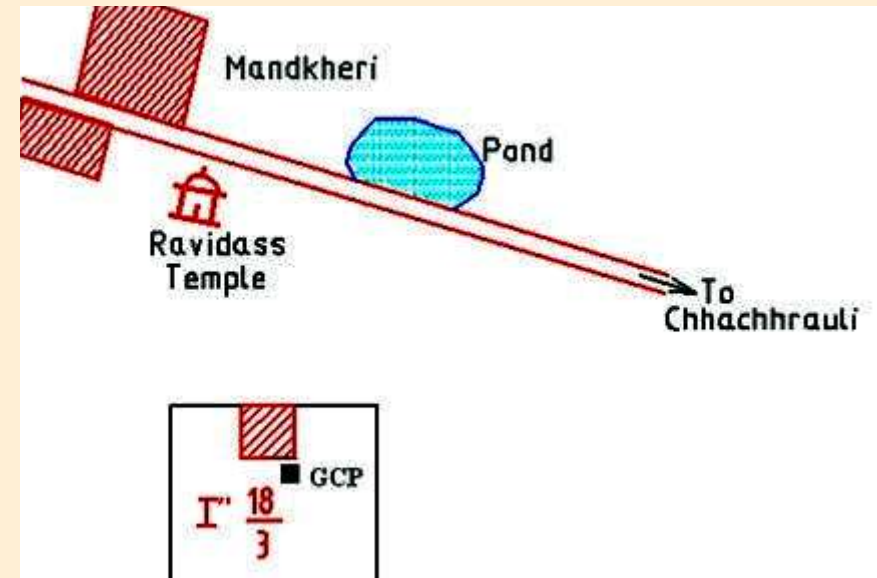 Mandkheri
Pond
Ravidass
Temple
To
Chhachhrauli
GCP
I" 18
3